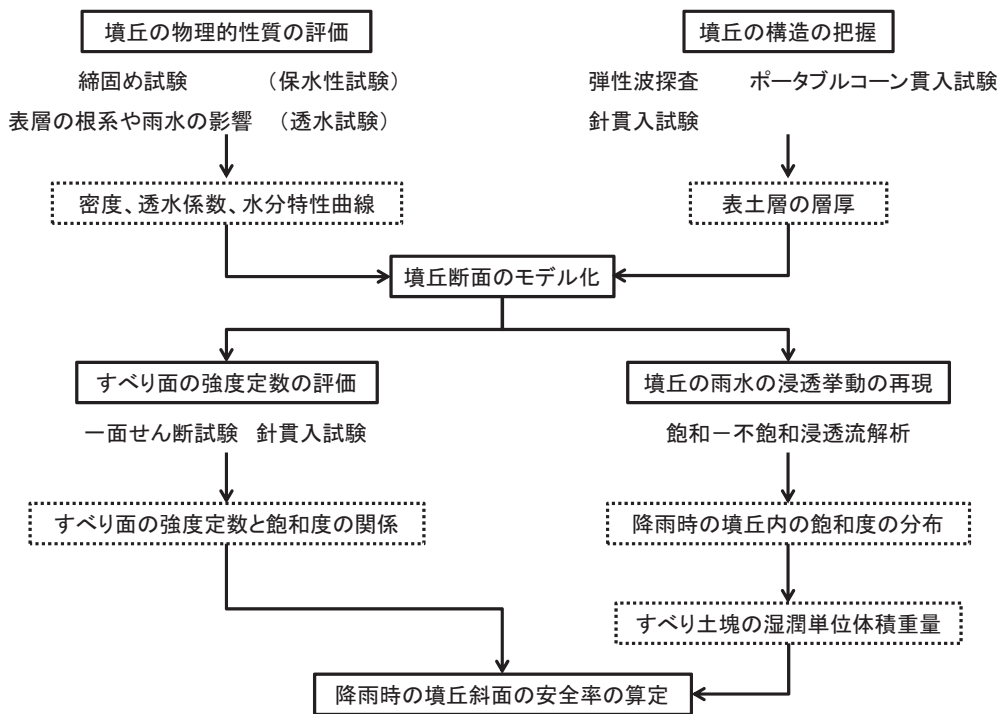 墳丘の物理的性質の評価
墳丘の構造の把握
締固め試験 （保水性試験）
弾性波探査 ポータブルコーン貫入試験
表層の根系や雨水の影響 （透水試験）
針貫入試験
密度、透水係数、水分特性曲線
表土層の層厚
墳丘断面のモデル化
すべり面の強度定数の評価
墳丘の雨水の浸透挙動の再現
一面せん断試験 針貫入試験
飽和－不飽和浸透流解析
すべり面の強度定数と飽和度の関係
降雨時の墳丘内の飽和度の分布
すべり土塊の湿潤単位体積重量
降雨時の墳丘斜面の安全率の算定